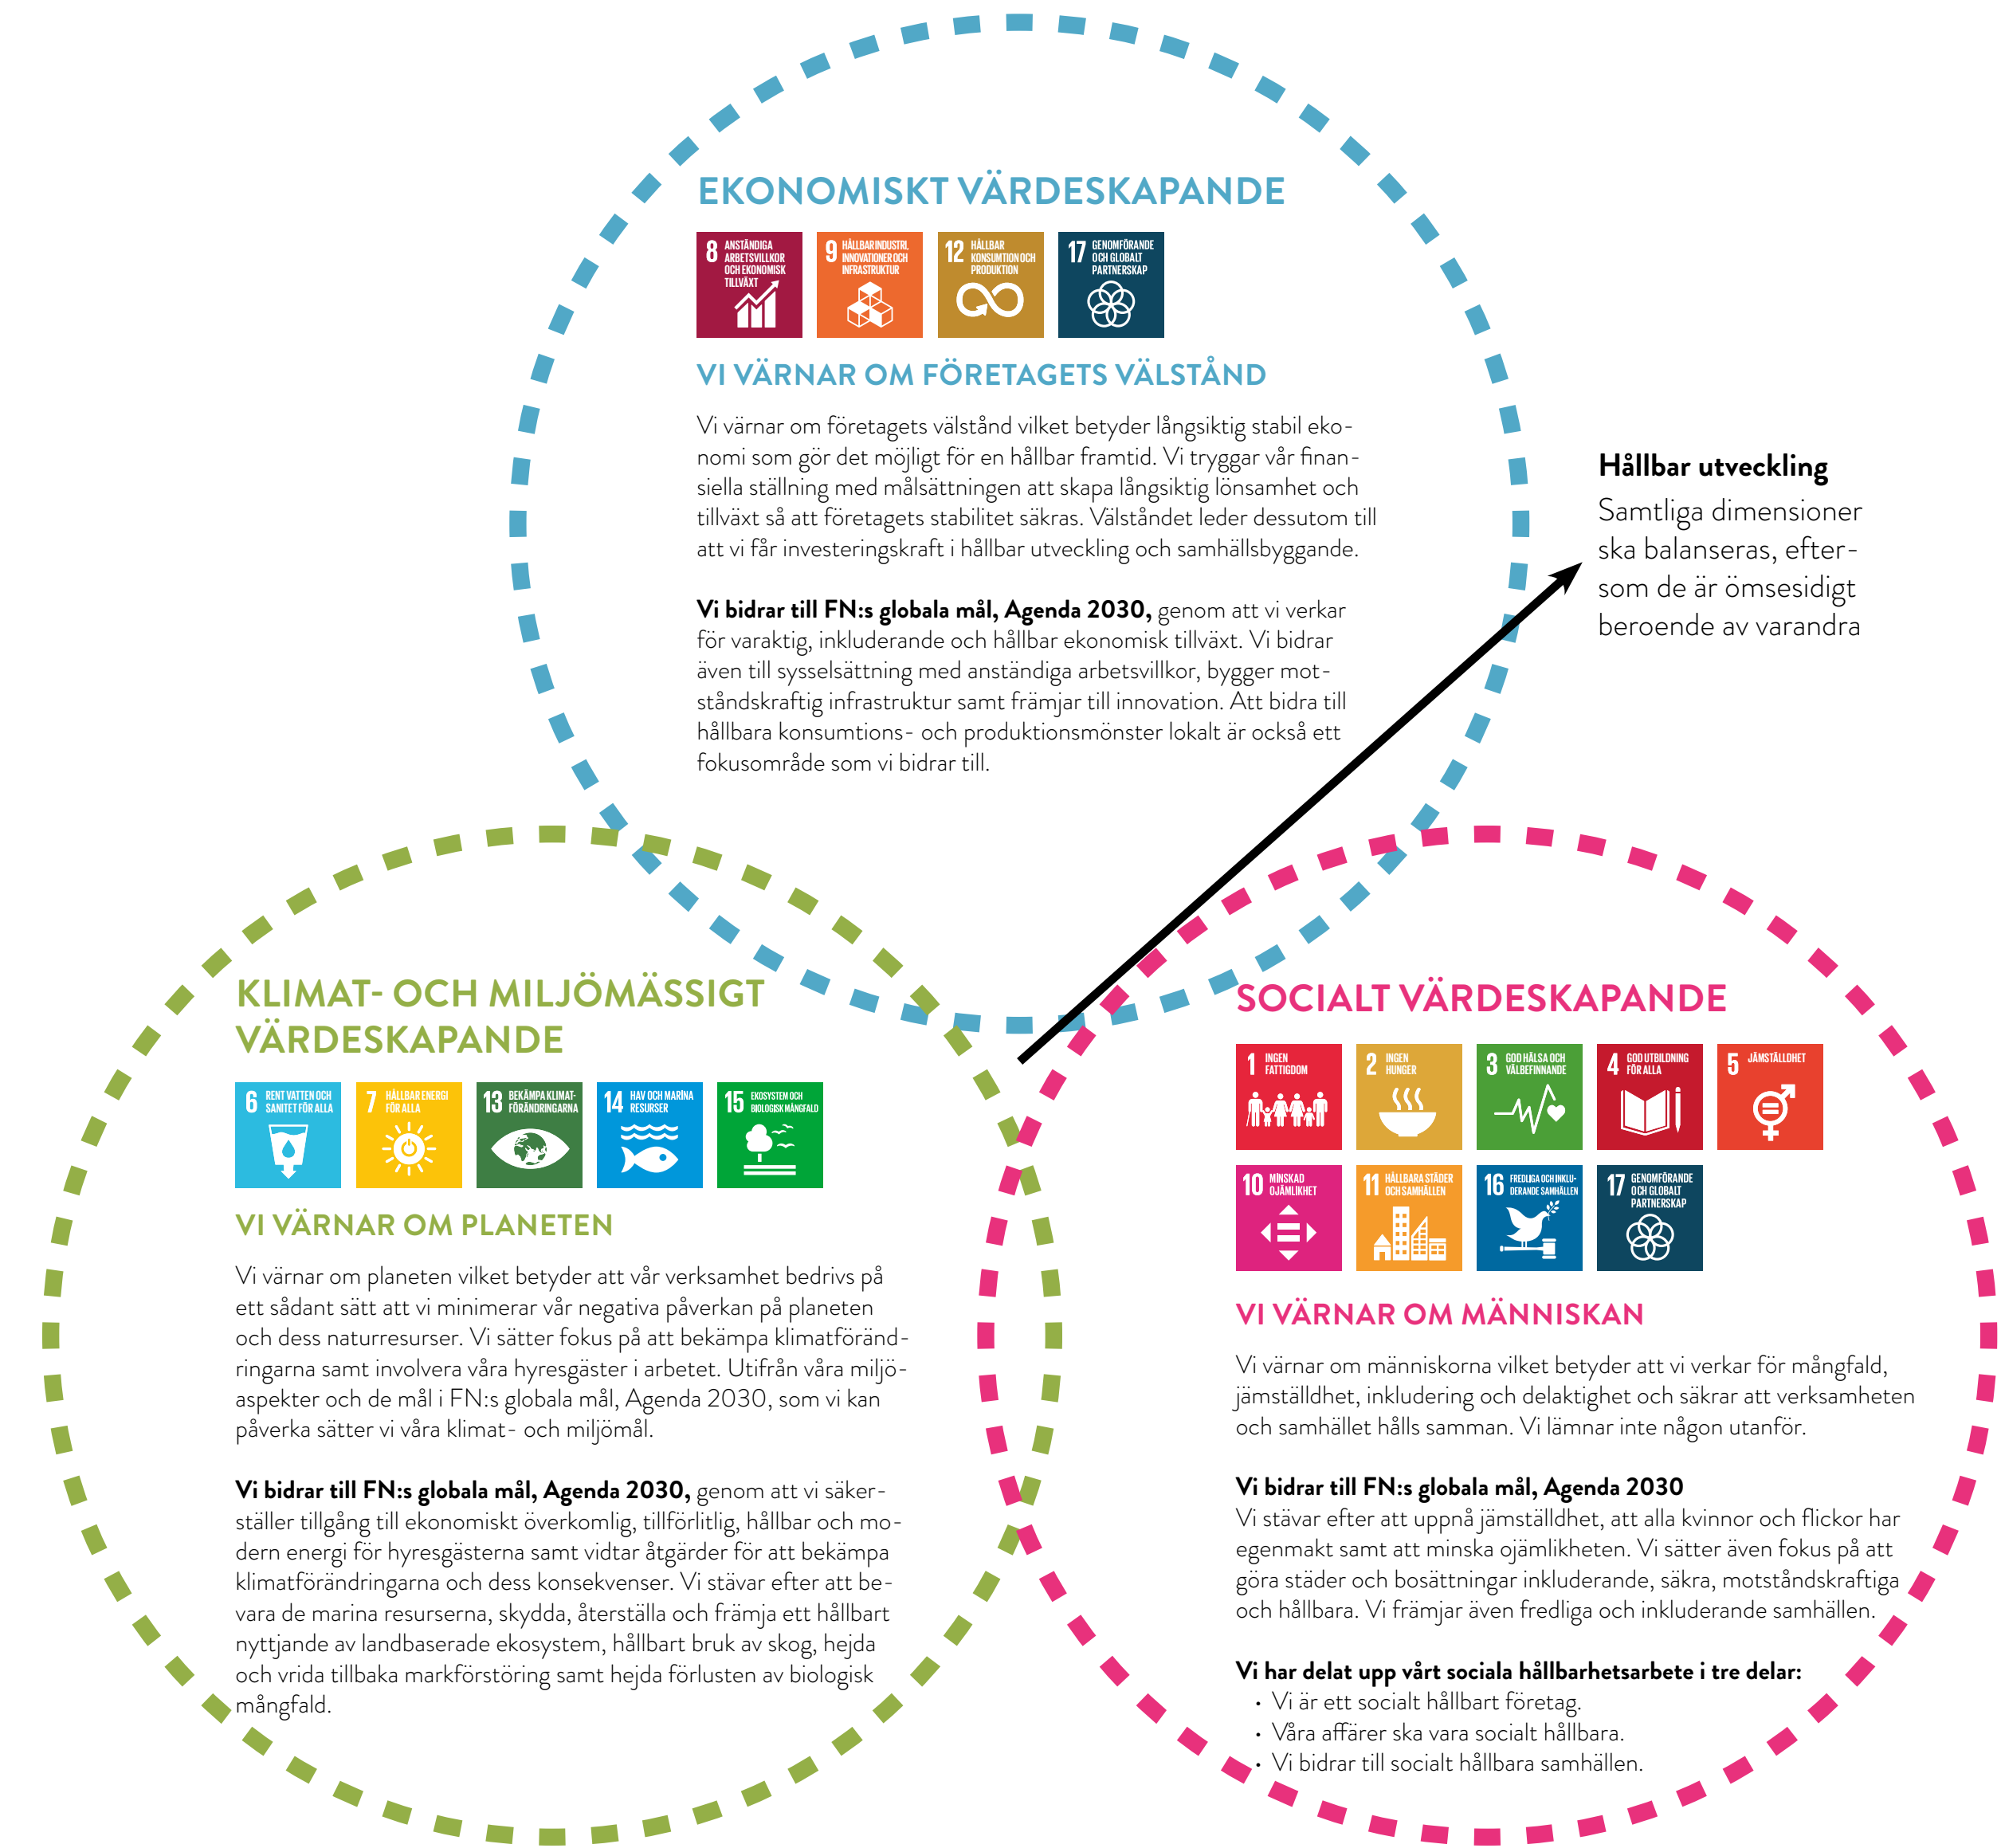 EKONOMISKT VÄRDESKAPANDE
8 ANSTÄNDIGA
ARBETSVILLKOR
OCH EKONOMISK
TILLVÄXT
9 HÅLLBAR INDUSTRI,
INNOVATIONER OCH
INFRASTRUKTUR
12 HÅLLBAR
KONSUMTION OCH
PRODUKTION
17 GENOMFÖRANDE
OCH GLOBALT
PARTNERSKAP
VI VÄRNAR OM FÖRETAGETS VÄLSTÅND
Vi värnar om företagets välstånd vilket betyder långsiktig stabil eko-
nomi som gör det möjligt för en hållbar framtid. Vi tryggar vår finan-
siella ställning med målsättningen att skapa långsiktig lönsamhet och
tillväxt så att företagets stabilitet säkras. Välståndet leder dessutom till
att vi får investeringskraft i hållbar utveckling och samhällsbyggande.
Vi bidrar till FN:s globala mål, Agenda 2030, genom att vi verkar
för varaktig, inkluderande och hållbar ekonomisk tillväxt. Vi bidrar
även till sysselsättning med anständiga arbetsvillkor, bygger mot-
ståndskraftig infrastruktur samt främjar till innovation. Att bidra till
hållbara konsumtions- och produktionsmönster lokalt är också ett
fokusområde som vi bidrar till.
Hållbar utveckling
Samtliga dimensioner
ska balanseras, efter-
som de är ömsesidigt
beroende av varandra
KLIMAT- OCH MILJÖMÄSSIGT
VÄRDESKAPANDE
6 RENT VATTEN OCH
SANITET FÖR ALLA
7 HÅLLBAR ENERGI
FÖR ALLA
13 BEKÄMPA KLIMAT-
FÖRÄNDRINGARNA
14 HAV OCH MARINA
RESURSER
15 EKOSYSTEM OCH
BIOLOGISK MÅNGFALD
VI VÄRNAR OM PLANETEN
Vi värnar om planeten vilket betyder att vår verksamhet bedrivs på
ett sådant sätt att vi minimerar vår negativa påverkan på planeten
och dess naturresurser. Vi sätter fokus på att bekämpa klimatföränd-
ringarna samt involvera våra hyresgäster i arbetet. Utifrån våra miljö-
aspekter och de mål i FN:s globala mål, Agenda 2030, som vi kan
påverka sätter vi våra klimat- och miljömål.
Vi bidrar till FN:s globala mål, Agenda 2030, genom att vi säker-
ställer tillgång till ekonomiskt överkomlig, tillförlitlig, hållbar och mo-
dern energi för hyresgästerna samt vidtar åtgärder för att bekämpa
klimatförändringarna och dess konsekvenser. Vi stävar efter att be-
vara de marina resurserna, skydda, återställa och främja ett hållbart
nyttjande av landbaserade ekosystem, hållbart bruk av skog, hejda
och vrida tillbaka markförstöring samt hejda förlusten av biologisk
mångfald.
SOCIALT VÄRDESKAPANDE
1 INGEN
FATTIGDOM
2 INGEN
HUNGER
3 GOD HÄLSA OCH
VÄLBEFINNANDE
4 GOD UTBILDNING
FÖR ALLA
5 JÄMSTÄLLDHET
10 MINSKAD
OJÄMLIKHET
11 HÅLLBARA STÄDER
OCH SAMHÄLLEN
16 FREDLIGA OCH INKLU-
DERANDE SAMHÄLLEN
17 GENOMFÖRANDE
OCH GLOBALT
PARTNERSKAP
VI VÄRNAR OM MÄNNISKAN
Vi värnar om människorna vilket betyder att vi verkar för mångfald,
jämställdhet, inkludering och delaktighet och säkrar att verksamheten
och samhället hålls samman. Vi lämnar inte någon utanför.
Vi bidrar till FN:s globala mål, Agenda 2030
Vi stävar efter att uppnå jämställdhet, att alla kvinnor och flickor har
egenmakt samt att minska ojämlikheten. Vi sätter även fokus på att
göra städer och bosättningar inkluderande, säkra, motståndskraftiga
och hållbara. Vi främjar även fredliga och inkluderande samhällen.
Vi har delat upp vårt sociala hållbarhetsarbete i tre delar:
• Vi är ett socialt hållbart företag.
• Våra affärer ska vara socialt hållbara.
• Vi bidrar till socialt hållbara samhällen.